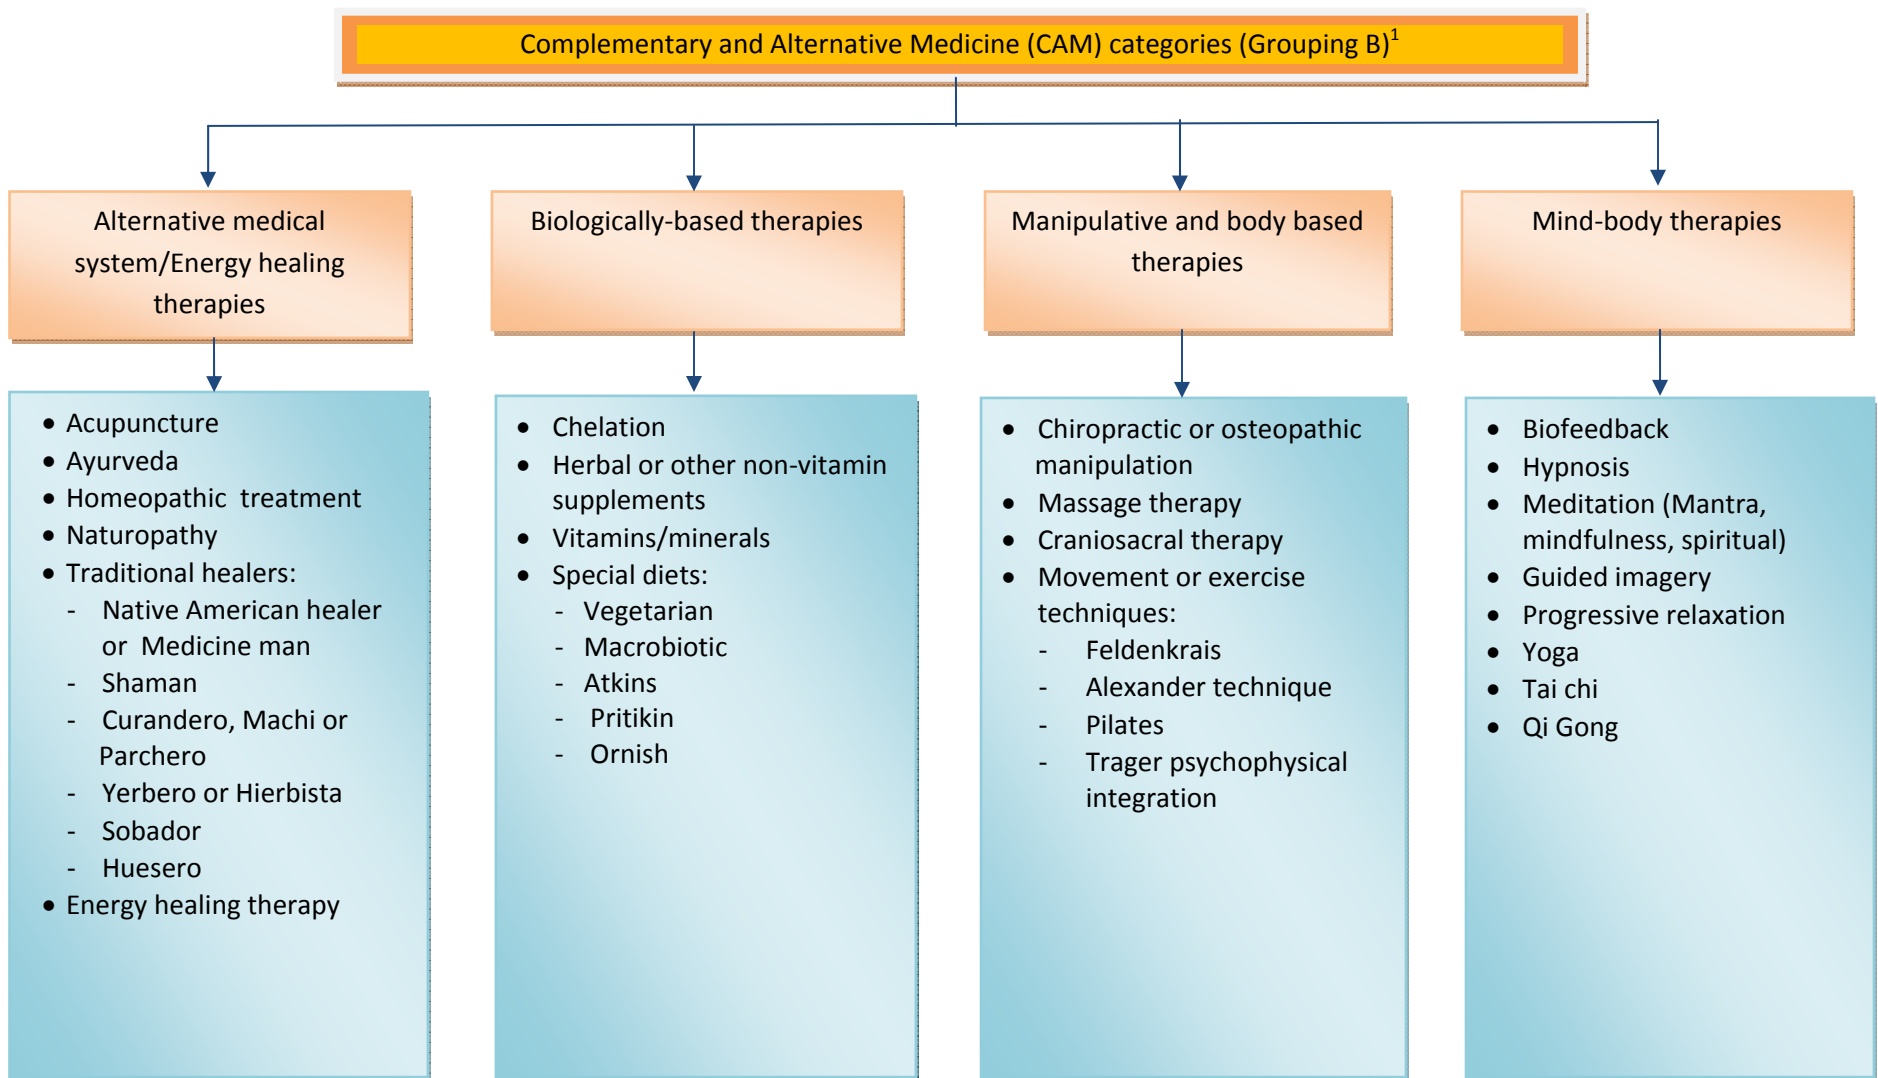 Complementary and Alternative Medicine (CAM) categories (Grouping B)1
Alternative medical
system/Energy healing
therapies
Biologically-based therapies
Manipulative and body based
therapies
Mind-body therapies
• Acupuncture
• Ayurveda
• Homeopathic treatment
• Naturopathy
• Traditional healers:
- Native American healer
or Medicine man
- Shaman
- Curandero, Machi or
Parchero
- Yerbero or Hierbista
- Sobador
- Huesero
• Energy healing therapy
• Chelation
• Herbal or other non-vitamin
supplements
• Vitamins/minerals
• Special diets:
- Vegetarian
- Macrobiotic
- Atkins
- Pritikin
- Ornish
• Chiropractic or osteopathic
manipulation
• Massage therapy
• Craniosacral therapy
• Movement or exercise
techniques:
- Feldenkrais
- Alexander technique
- Pilates
- Trager psychophysical
integration
• Biofeedback
• Hypnosis
• Meditation (Mantra,
mindfulness, spiritual)
• Guided imagery
• Progressive relaxation
• Yoga
• Tai chi
• Qi Gong